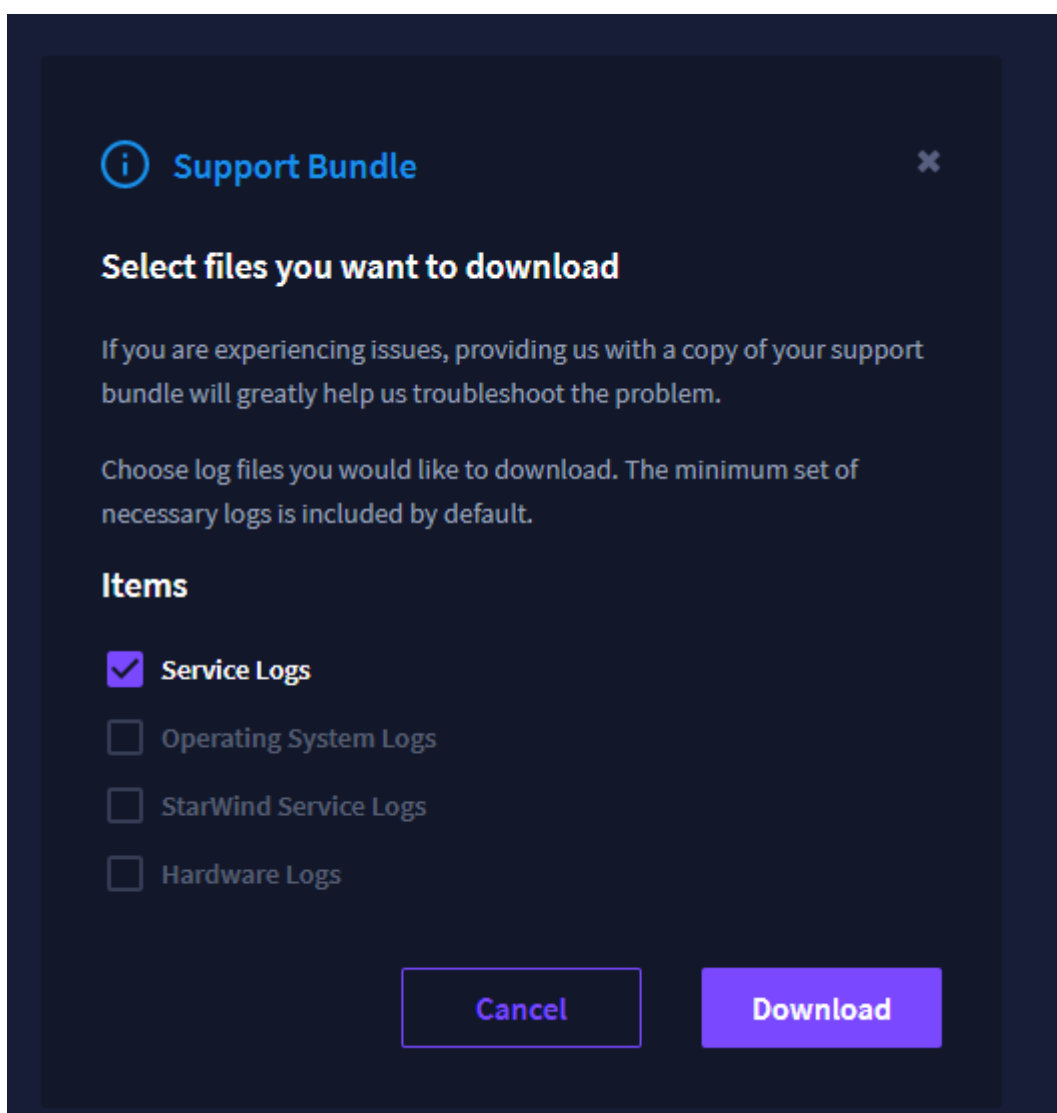 Support Bundle
Select files you want to download
If you are experiencing issues, providing us with a copy of your support
bundle will greatly help us troubleshoot the problem.
Choose log files you would like to download. The minimum set of
necessary logs is included by default.
Items
Service Logs
Operating System Logs
StarWind Service Logs
Hardware Logs
Cancel
Download